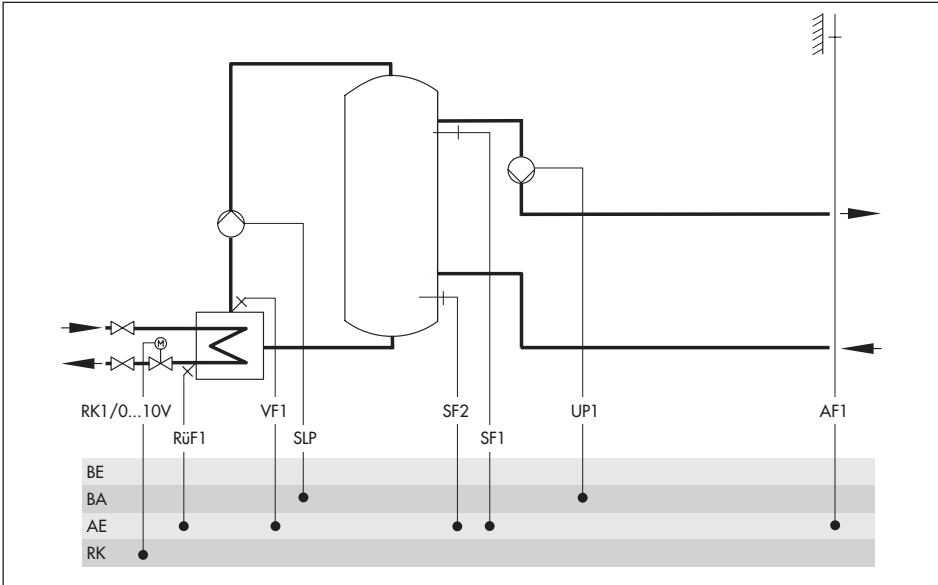 M
RK1/0...10V
VF1
SF2
UP1
AF1
RüF1
SLP
SF1
BE
BA
AE
RK